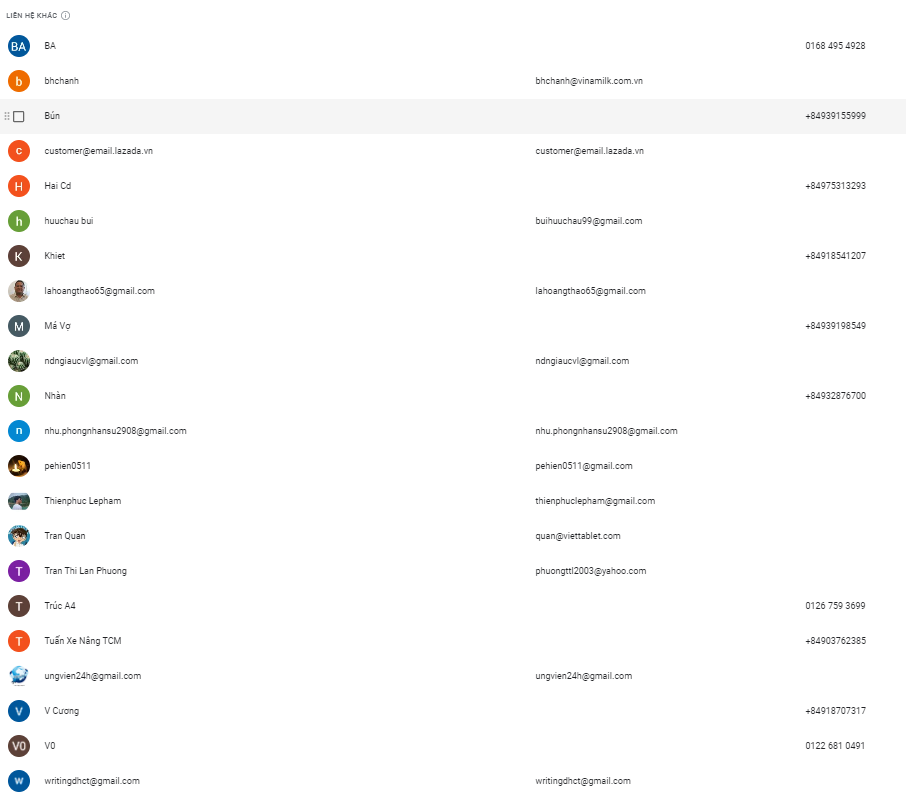 LIÊN HỆ KHÁC
BA BA 0168 495 4928
b bhchanh bhchanh@vinamilk.com.vn
Bún +84939155999
c customer@email.lazada.vn customer@email.lazada.vn
H Hai Cd +84975313293
h huuchau bui buihuuchau99@gmail.com
K Khiet +84918541207
lahoangthao65@gmail.com lahoangthao65@gmail.com
M Má Vợ +84939198549
ndngiaucvl@gmail.com ndngiaucvl@gmail.com
N Nhàn +84932876700
n nhu.phongnhansu2908@gmail.com nhu.phongnhansu2908@gmail.com
pehien0511 pehien0511@gmail.com
Thienphuc Lepham thienphuclepham@gmail.com
Tran Quan quan@viettablet.com
T Tran Thi Lan Phuong phuongttl2003@yahoo.com
T Trúc A4 0126 759 3699
T Tuấn Xe Nâng TCM +84903762385
ungvien24h@gmail.com ungvien24h@gmail.com
V V Cương +84918707317
V0 V0 0122 681 0491
w writingdhct@gmail.com writingdhct@gmail.com